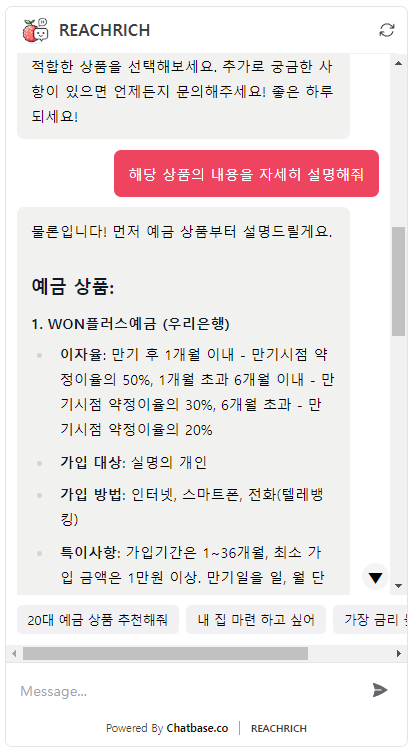 REACHRICH
적합한 상품을 선택해보세요. 추가로 궁금한 사
항이 있으면 언제든지 문의해주세요! 좋은 하루
되세요!
해당 상품의 내용을 자세히 설명해줘
물론입니다! 먼저 예금 상품부터 설명드릴게요.
예금 상품:
1. WON플러스예금 (우리은행)
이자율: 만기 후 1개월 이내 - 만기시점 약
정이율의 50%, 1개월 초과 6개월 이내 - 만
기시점 약정이율의 30%, 6개월 초과 - 만
기시점 약정이율의 20%
가입 대상: 실명의 개인
가입 방법: 인터넷, 스마트폰, 전화(텔레뱅
킹)
특이사항: 가입기간은 1~36개월, 최소 가
입 금액은 1만원 이상. 만기일을 일, 월 단
20대 예금 상품 추천해줘 내 집 마련 하고 싶어 가장 금리
Message...
Powered By Chatbase.co | REACHRICH